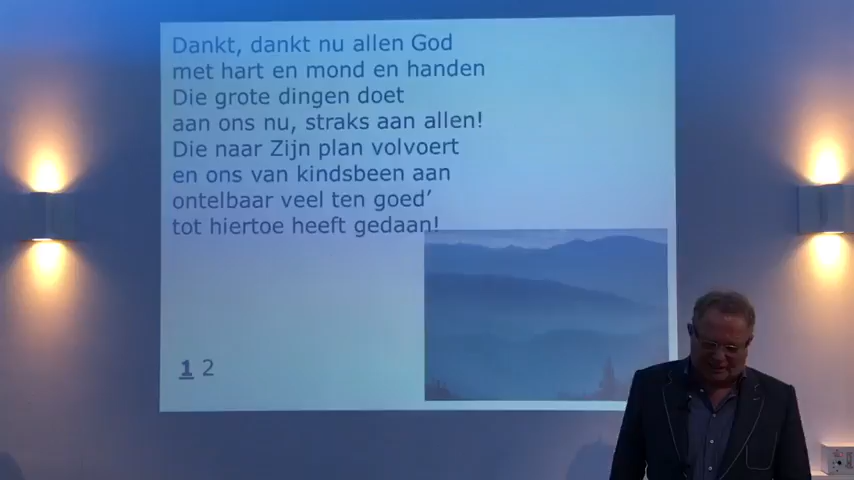 Dankt, dankt nu allen God
met hart en mond en handen
Die grote dingen doet
aan ons nu, straks aan allen!
Die naar Zijn plan volvoert
en ons van kindsbeen aan
ontelbaar veel ten goed’
tot hiertoe heeft gedaan!
1 2